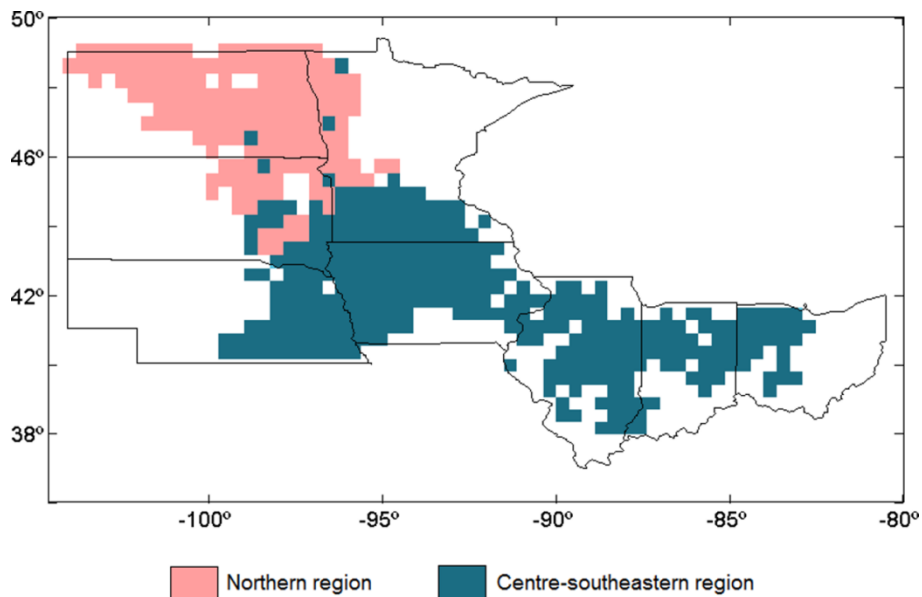 50º
46º
42º
38º
-100º -95º -90º -85º -80º
Northern region Centre-southeastern region